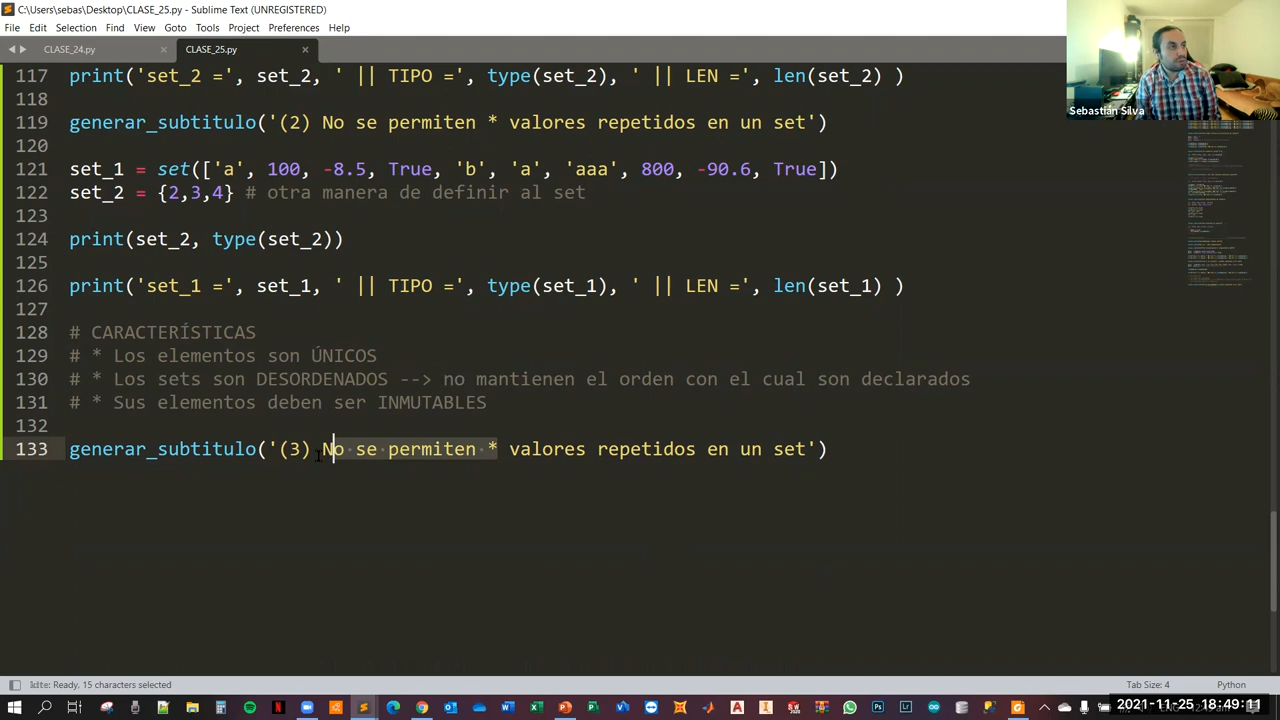 C:\Users\sebas\Desktop\CLASE_25.py - Sublime Text (UNREGISTERED)
File Edit Selection Find View Goto Tools Project Preferences Help
CLASE_24.py × CLASE_25.py ×
Sebastián Silva
117 print('set_2 =', set_2, ' || TIPO =', type(set_2), ' || LEN =', len(set_2) )
118
119 generar_subtitulo('(2) No se permiten * valores repetidos en un set')
120
121 set_1 = set(['a', 100, -8.5, True, 'b', 'a', 'aaa', 800, -90.6, True])
122 set_2 = {2,3,4} # otra manera de definir al set
123
124 print(set_2, type(set_2))
125
126 print('set_1 =', set_1, ' || TIPO =', type(set_1), ' || LEN =', len(set_1) )
127
128 # CARACTERÍSTICAS
129 # * Los elementos son ÚNICOS
130 # * Los sets son DESORDENADOS --> no mantienen el orden con el cual son declarados
131 # * Sus elementos deben ser INMUTABLES
132
133 generar_subtitulo('(3) No se permiten * valores repetidos en un set')
kite: Ready, 15 characters selected
Tab Size: 4 Python
2021-11-25 18:49:11